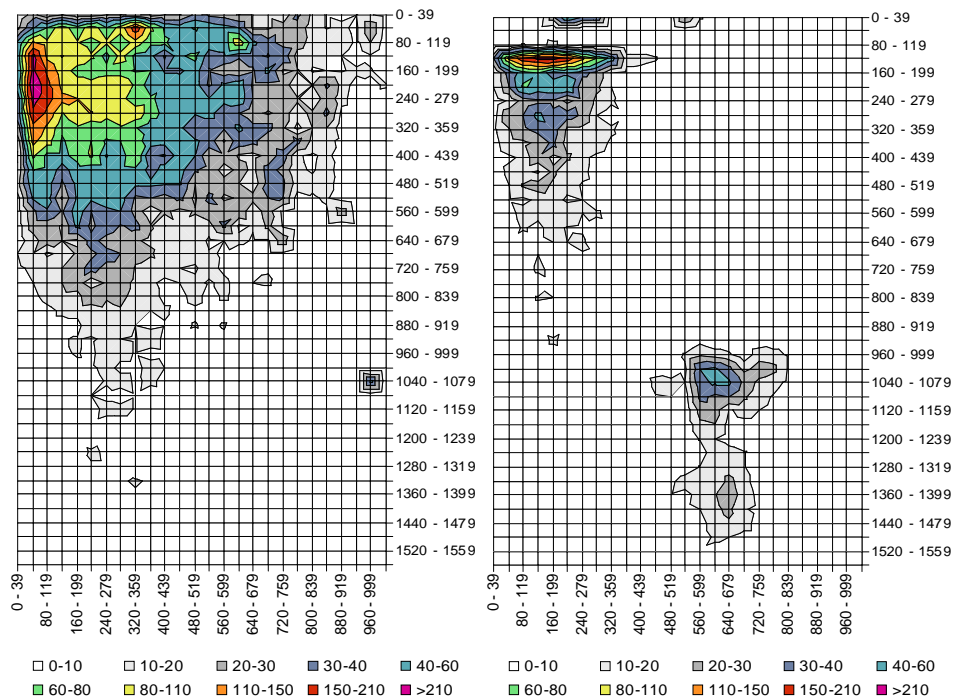 0 - 39
80 - 119
160 - 199
240 - 279
320 - 359
400 - 439
480 - 519
560 - 599
640 - 679
720 - 759
800 - 839
880 - 919
960 - 999
1040 - 1079
1120 - 1159
1200 - 1239
1280 - 1319
1360 - 1399
1440 - 1479
1520 - 1559
0 - 39
80 - 119
160 - 199
240 - 279
320 - 359
400 - 439
480 - 519
560 - 599
640 - 679
720 - 759
800 - 839
880 - 919
960 - 999
0-10 10-20 20-30 30-40 40-60
60-80 80-110 110-150 150-210 >210
0 - 39
80 - 119
160 - 199
240 - 279
320 - 359
400 - 439
480 - 519
560 - 599
640 - 679
720 - 759
800 - 839
880 - 919
960 - 999
1040 - 1079
1120 - 1159
1200 - 1239
1280 - 1319
1360 - 1399
1440 - 1479
1520 - 1559
0 - 39
80 - 119
160 - 199
240 - 279
320 - 359
400 - 439
480 - 519
560 - 599
640 - 679
720 - 759
800 - 839
880 - 919
960 - 999
0-10 10-20 20-30 30-40 40-60
60-80 80-110 110-150 150-210 >210